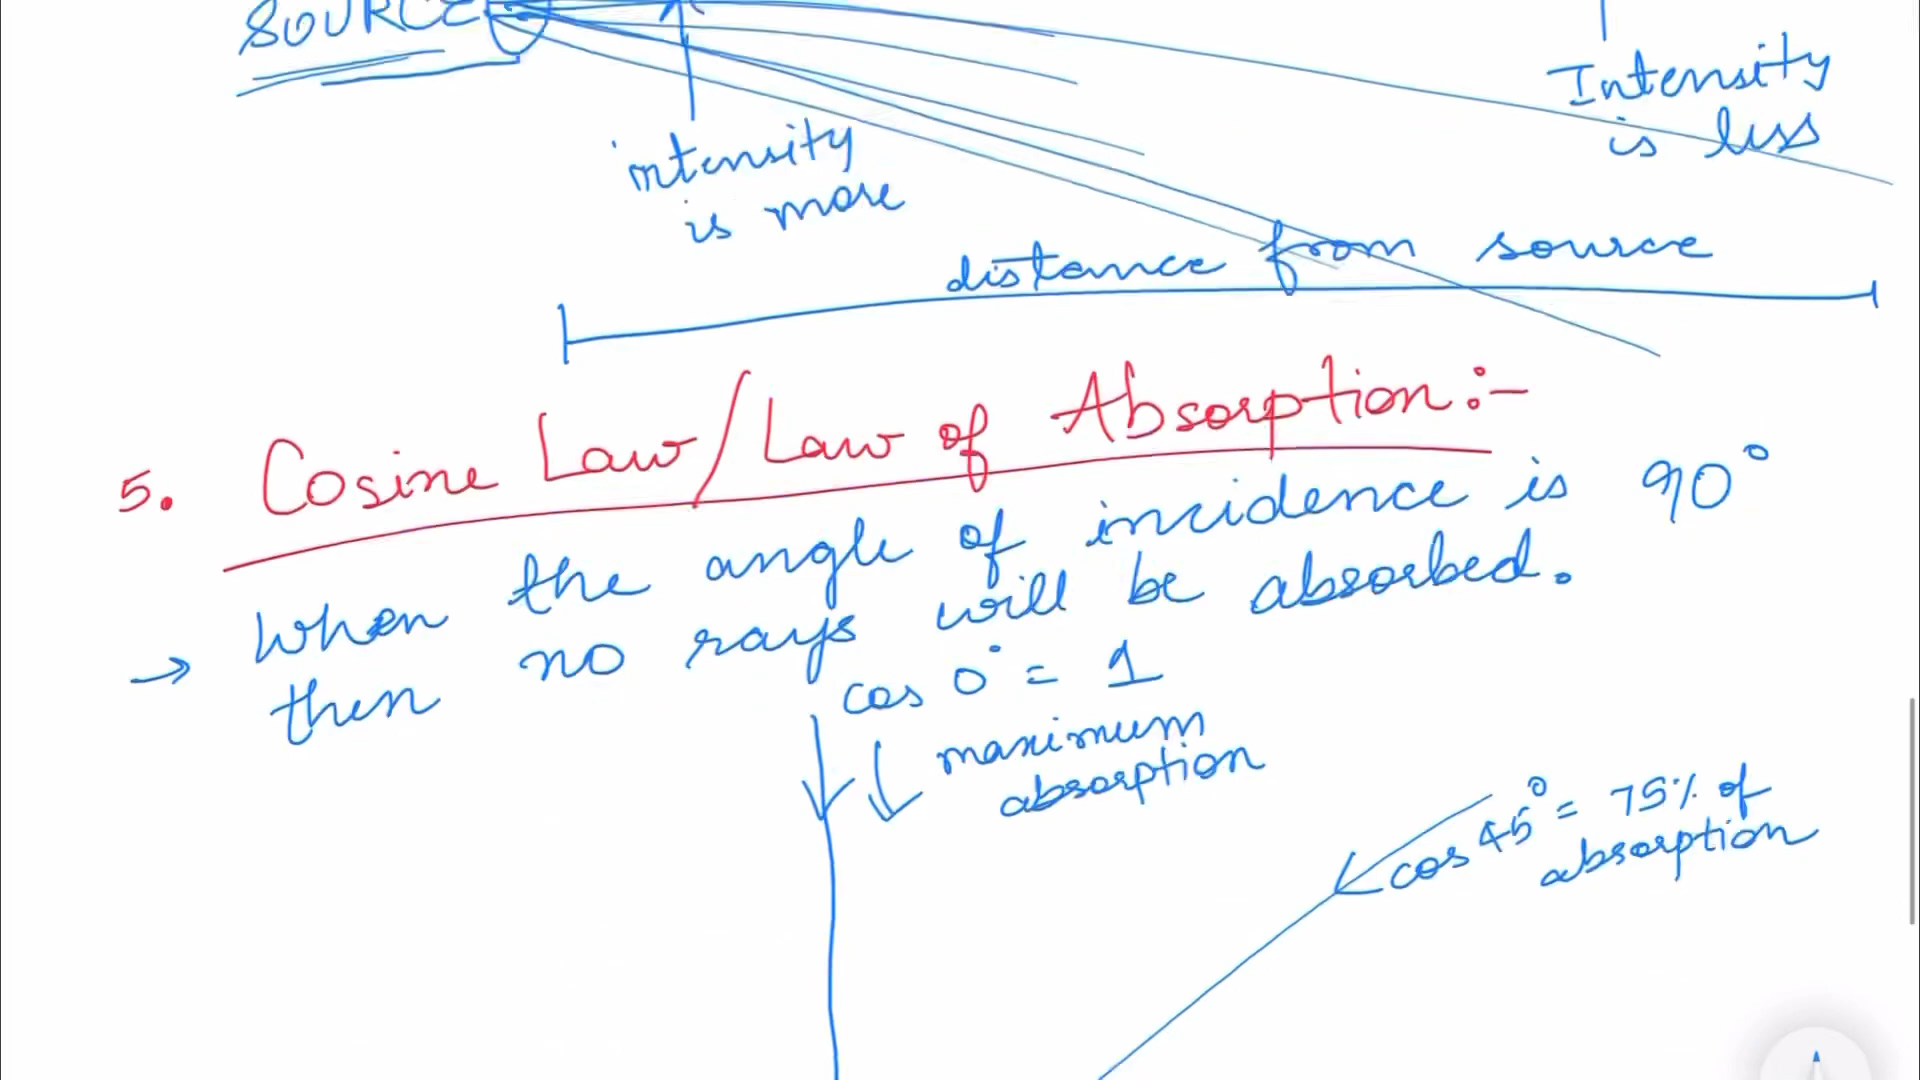 SOURCE
Intensity
is less
intensity
is more
distance from source
5. Cosine Law/Law of Absorption:-
→ When the angle of incidence is 90°
then no rays will be absorbed.
cos 0° = 1
maximum
absorption
cos 45° = 75% of
absorption